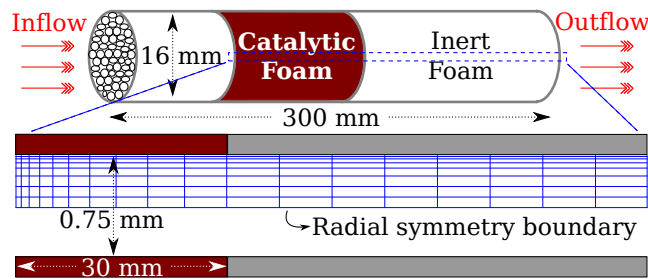 Inflow
16 mm
Catalytic
Foam
Inert
Foam
Outflow
300 mm
0.75 mm
Radial symmetry boundary
30 mm